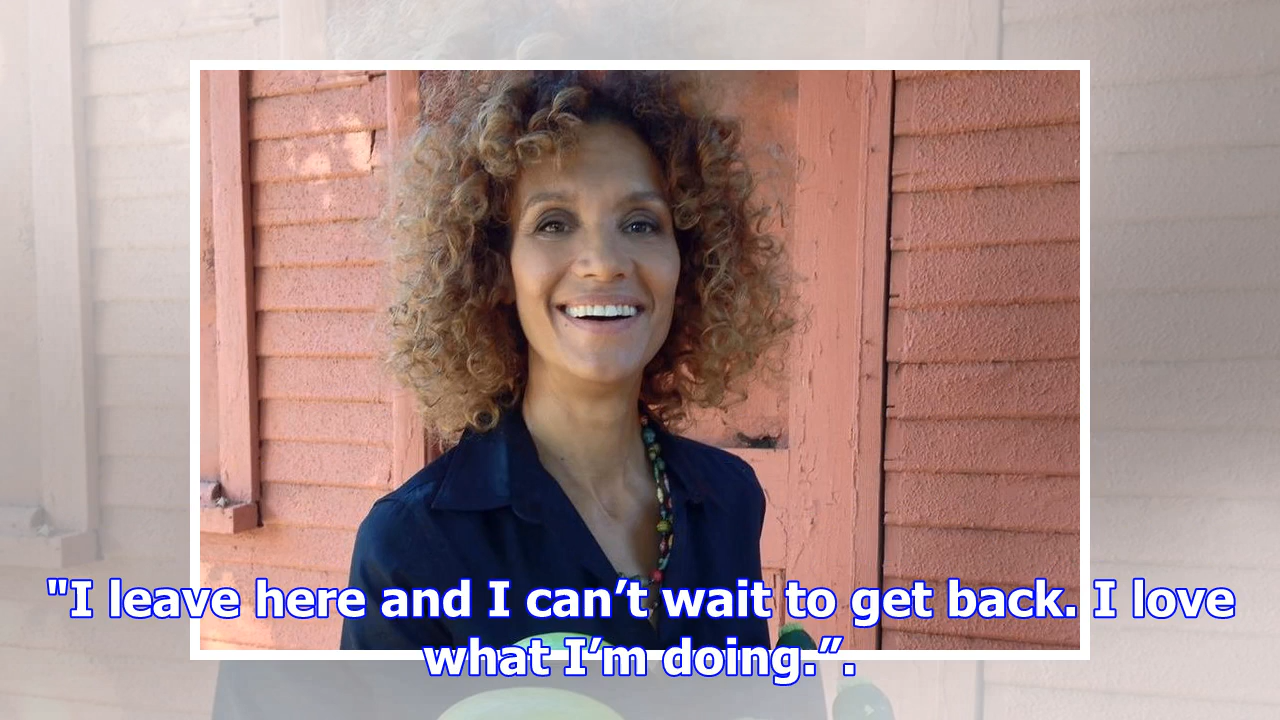 "I leave here and I can’t wait to get back. I love
what I’m doing.”.